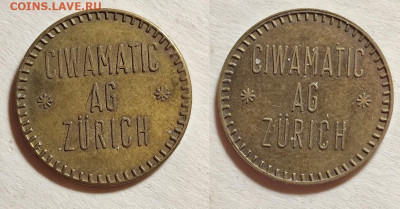 COINS.LAVE.RU
CIWAMATIC
* AG *
ZÜRICH
CIWAMATIC
* AG *
ZÜRICH